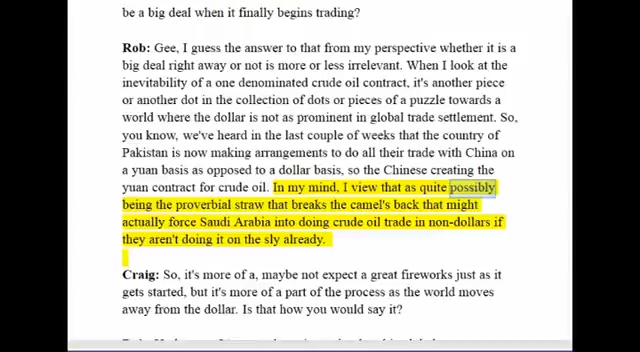 be a big deal when it finally begins trading?
Rob: Gee, I guess the answer to that from my perspective whether it is a
big deal right away or not is more or less irrelevant. When I look at the
inevitability of a one denominated crude oil contract, it's another piece
or another dot in the collection of dots or pieces of a puzzle towards a
world where the dollar is not as prominent in global trade settlement. So,
you know, we've heard in the last couple of weeks that the country of
Pakistan is now making arrangements to do all their trade with China on
a yuan basis as opposed to a dollar basis, so the Chinese creating the
yuan contract for crude oil. In my mind, I view that as quite possibly
being the proverbial straw that breaks the camel's back that might
actually force Saudi Arabia into doing crude oil trade in non-dollars if
they aren't doing it on the sly already.
Craig: So, it's more of a, maybe not expect a great fireworks just as it
gets started, but it's more of a part of the process as the world moves
away from the dollar. Is that how you would say it?